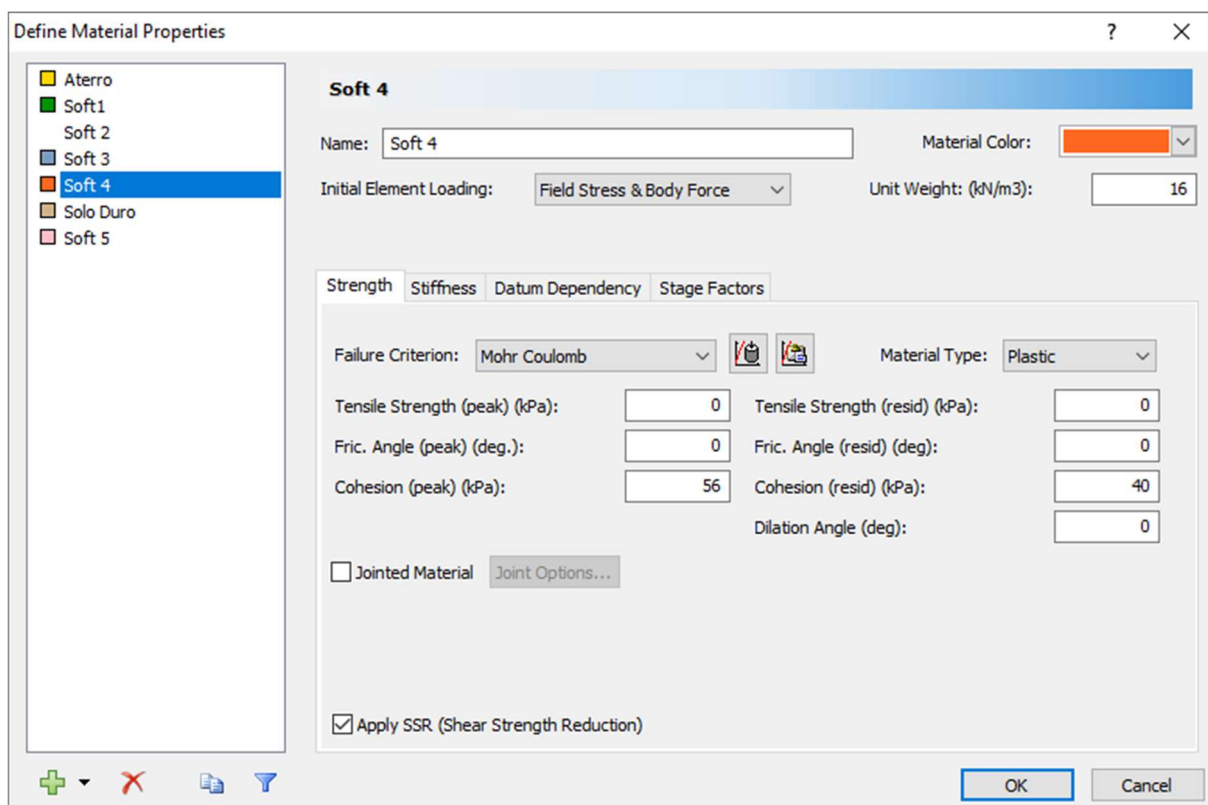 Define Material Properties
?
Aterro
Soft1
Soft 2
Soft 3
Soft 4
Solo Duro
Soft 5
Soft 4
Name: Soft 4 Material Color:
Initial Element Loading: Field Stress & Body Force Unit Weight: (kN/m3): 16
Strength Stiffness Datum Dependency Stage Factors
Failure Criterion: Mohr Coulomb Material Type: Plastic
Tensile Strength (peak) (kPa): 0 Tensile Strength (resid) (kPa): 0
Fric. Angle (peak) (deg.): 0 Fric. Angle (resid) (deg): 0
Cohesion (peak) (kPa): 56 Cohesion (resid) (kPa): 40
Dilation Angle (deg): 0
Jointed Material Joint Options...
Apply SSR (Shear Strength Reduction)
OK Cancel